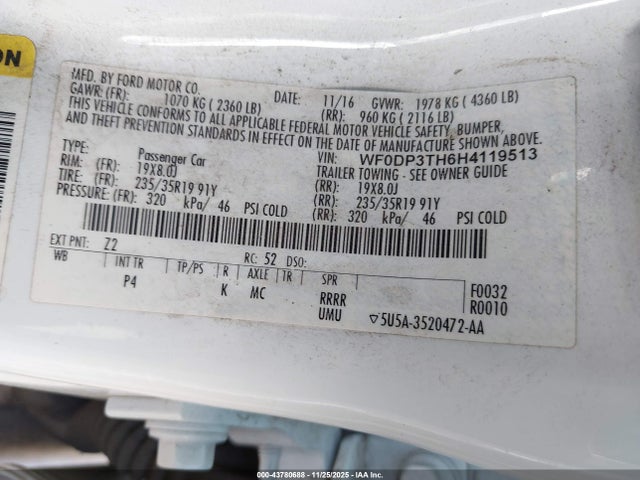 ON
MFD. BY FORD MOTOR CO.
DATE: 11/16 GVWR: 1978 KG ( 4360 LB)
GAWR: (FR): 1070 KG ( 2360 LB) (RR): 960 KG ( 2116 LB)
THIS VEHICLE CONFORMS TO ALL APPLICABLE FEDERAL MOTOR VEHICLE SAFETY, BUMPER,
AND THEFT PREVENTION STANDARDS IN EFFECT ON THE DATE OF MANUFACTURE SHOWN ABOVE.
VIN: WF0DP3TH6H4119513
TYPE: Passenger Car TRAILER TOWING - SEE OWNER GUIDE
RIM: (FR): 19X8.0J (RR): 19X8.0J
TIRE: (FR): 235/35R19 91Y (RR): 235/35R19 91Y
PRESSURE: (FR): 320 kPa/ 46 PSI COLD (RR): 320 kPa/ 46 PSI COLD
EXT PNT: Z2 RC: 52 DSO:
WB INT TR TP/PS R AXLE TR SPR F0032
P4 K MC RRRR R0010
UMU ▽5U5A-3520472-AA
000-43780688 - 11/25/2025 - IAA Inc.